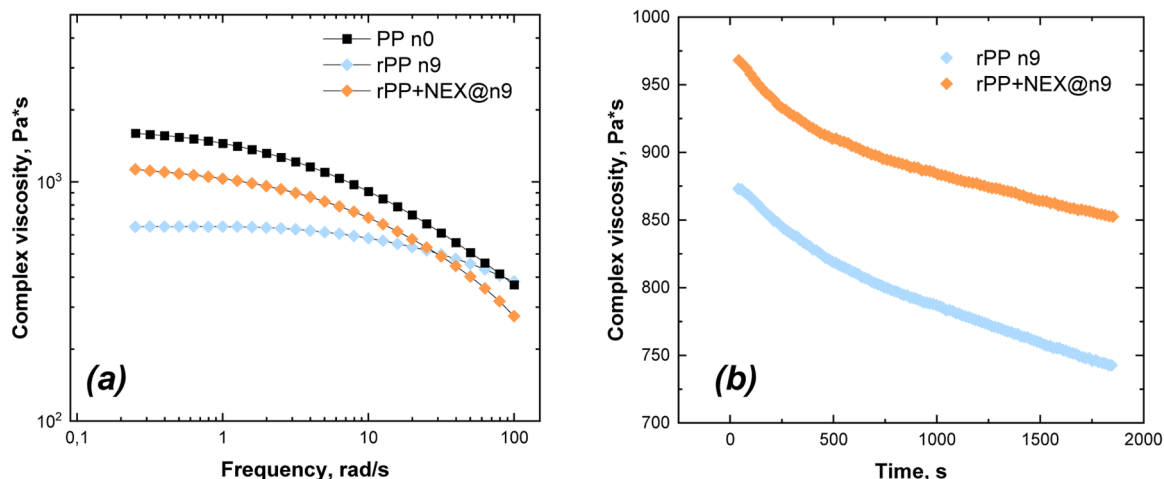 PP n0
rPP n9
rPP+NEX@n9
Complex viscosity, Pa*s
10³
10²
(a)
0,1
1
10
100
Frequency, rad/s
1000
950
900
850
800
750
700
Complex viscosity, Pa*s
rPP n9
rPP+NEX@n9
(b)
0
500
1000
1500
2000
Time, s